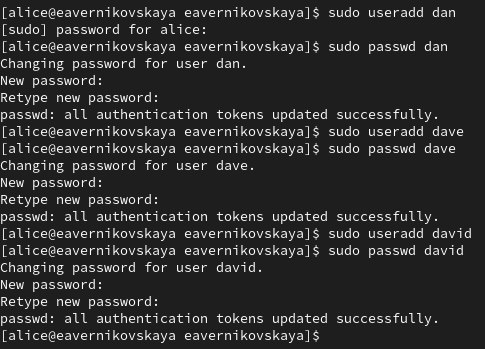 [alice@eavernikovskaya eavernikovskaya]$ sudo useradd dan
[sudo] password for alice:
[alice@eavernikovskaya eavernikovskaya]$ sudo passwd dan
Changing password for user dan.
New password:
Retype new password:
passwd: all authentication tokens updated successfully.
[alice@eavernikovskaya eavernikovskaya]$ sudo useradd dave
[alice@eavernikovskaya eavernikovskaya]$ sudo passwd dave
Changing password for user dave.
New password:
Retype new password:
passwd: all authentication tokens updated successfully.
[alice@eavernikovskaya eavernikovskaya]$ sudo useradd david
[alice@eavernikovskaya eavernikovskaya]$ sudo passwd david
Changing password for user david.
New password:
Retype new password:
passwd: all authentication tokens updated successfully.
[alice@eavernikovskaya eavernikovskaya]$